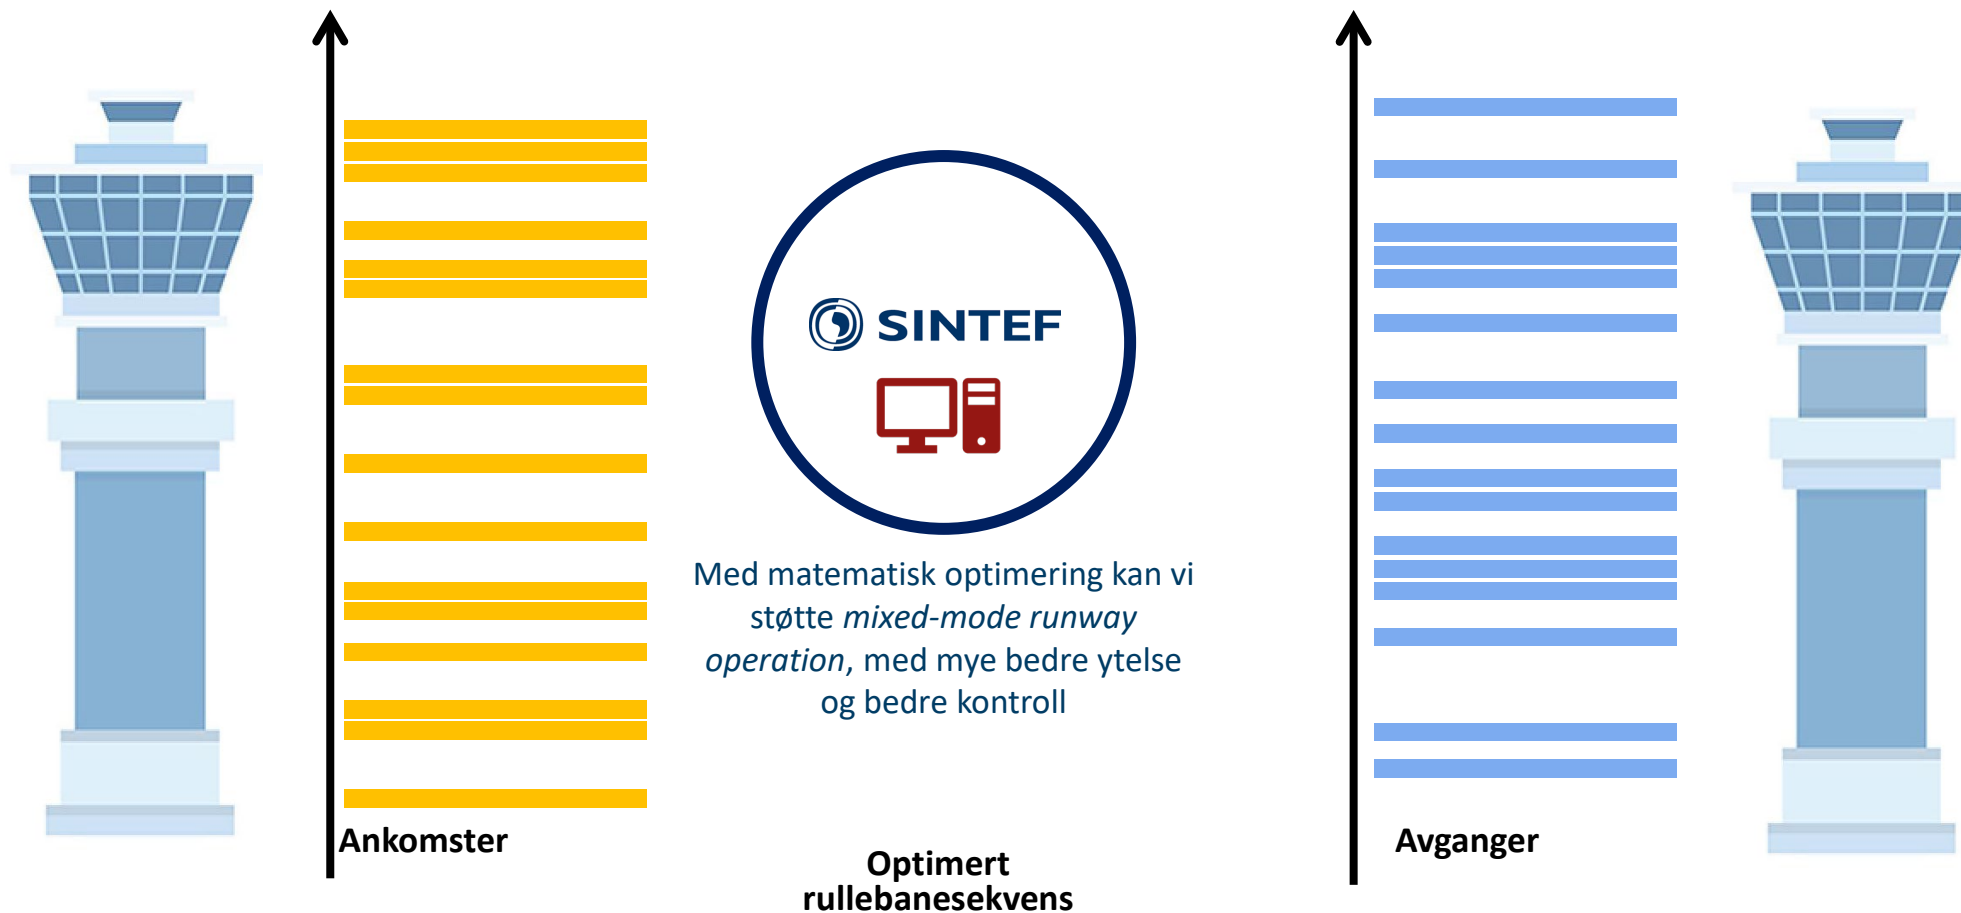 SINTEF
Med matematisk optimering kan vi
støtte mixed-mode runway
operation, med mye bedre ytelse
og bedre kontroll
Ankomster
Avganger
Optimert
rullebanesekvens